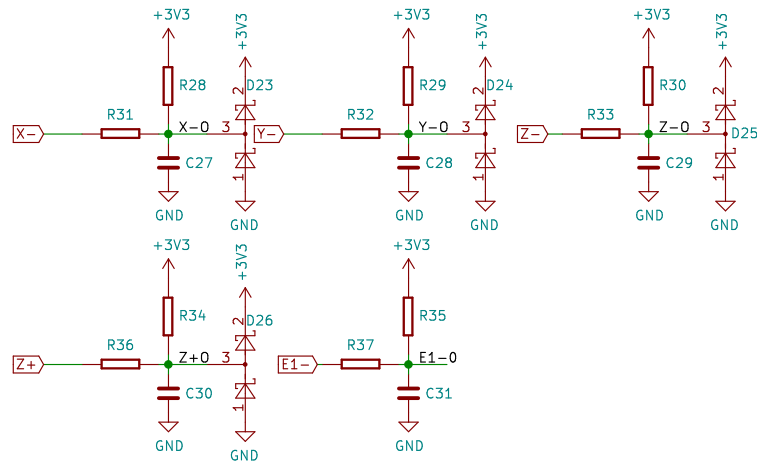 +3V3 +3V3 +3V3 +3V3 +3V3 +3V3
R28 2 D23 R29 2 D24 R30 2
R31 X-O 3 R32 Y-O 3 R33 Z-O 3
X- Y- Z- D25
C27 1 C28 1 C29 1
GND GND GND
GND GND GND
+3V3 +3V3 +3V3
R34 2 D26 R35
R36 Z+O 3 R37 E1-0
Z+ E1-
C30 1 C31
GND GND
GND